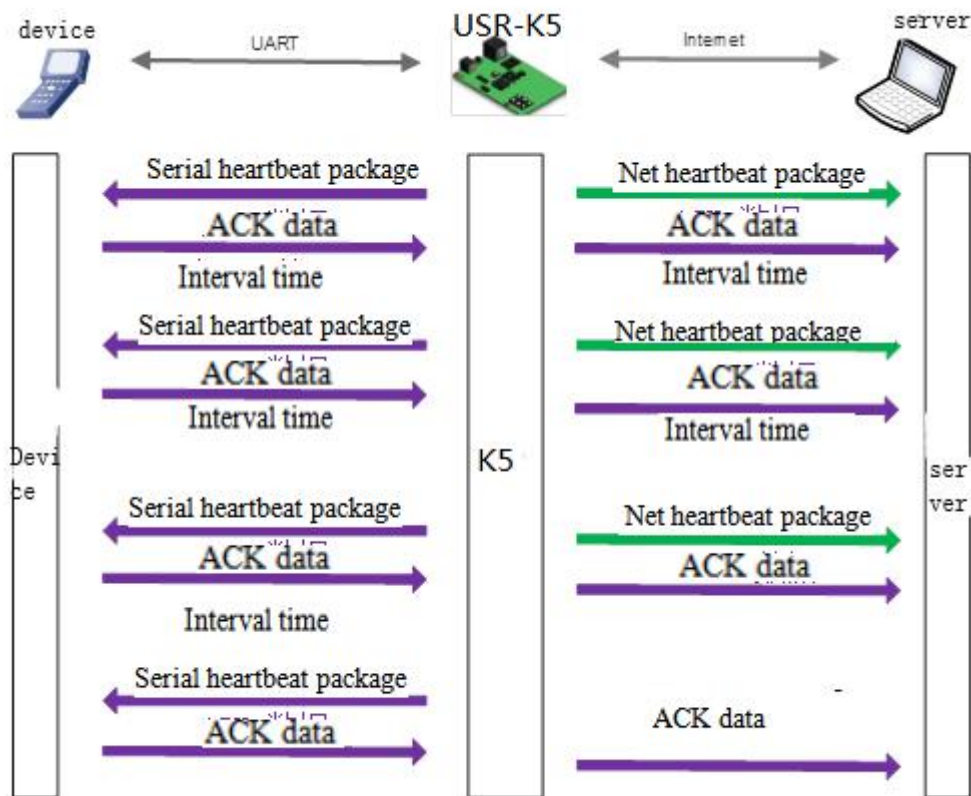 device
UART
USR-K5
Internet
server
Serial heartbeat package
Net heartbeat package
ACK data
ACK data
Interval time
Interval time
Serial heartbeat package
Net heartbeat package
ACK data
ACK data
Interval time
Interval time
Devi
ce
K5
ser
ver
Serial heartbeat package
Net heartbeat package
ACK data
ACK data
Interval time
Serial heartbeat package
ACK data
ACK data